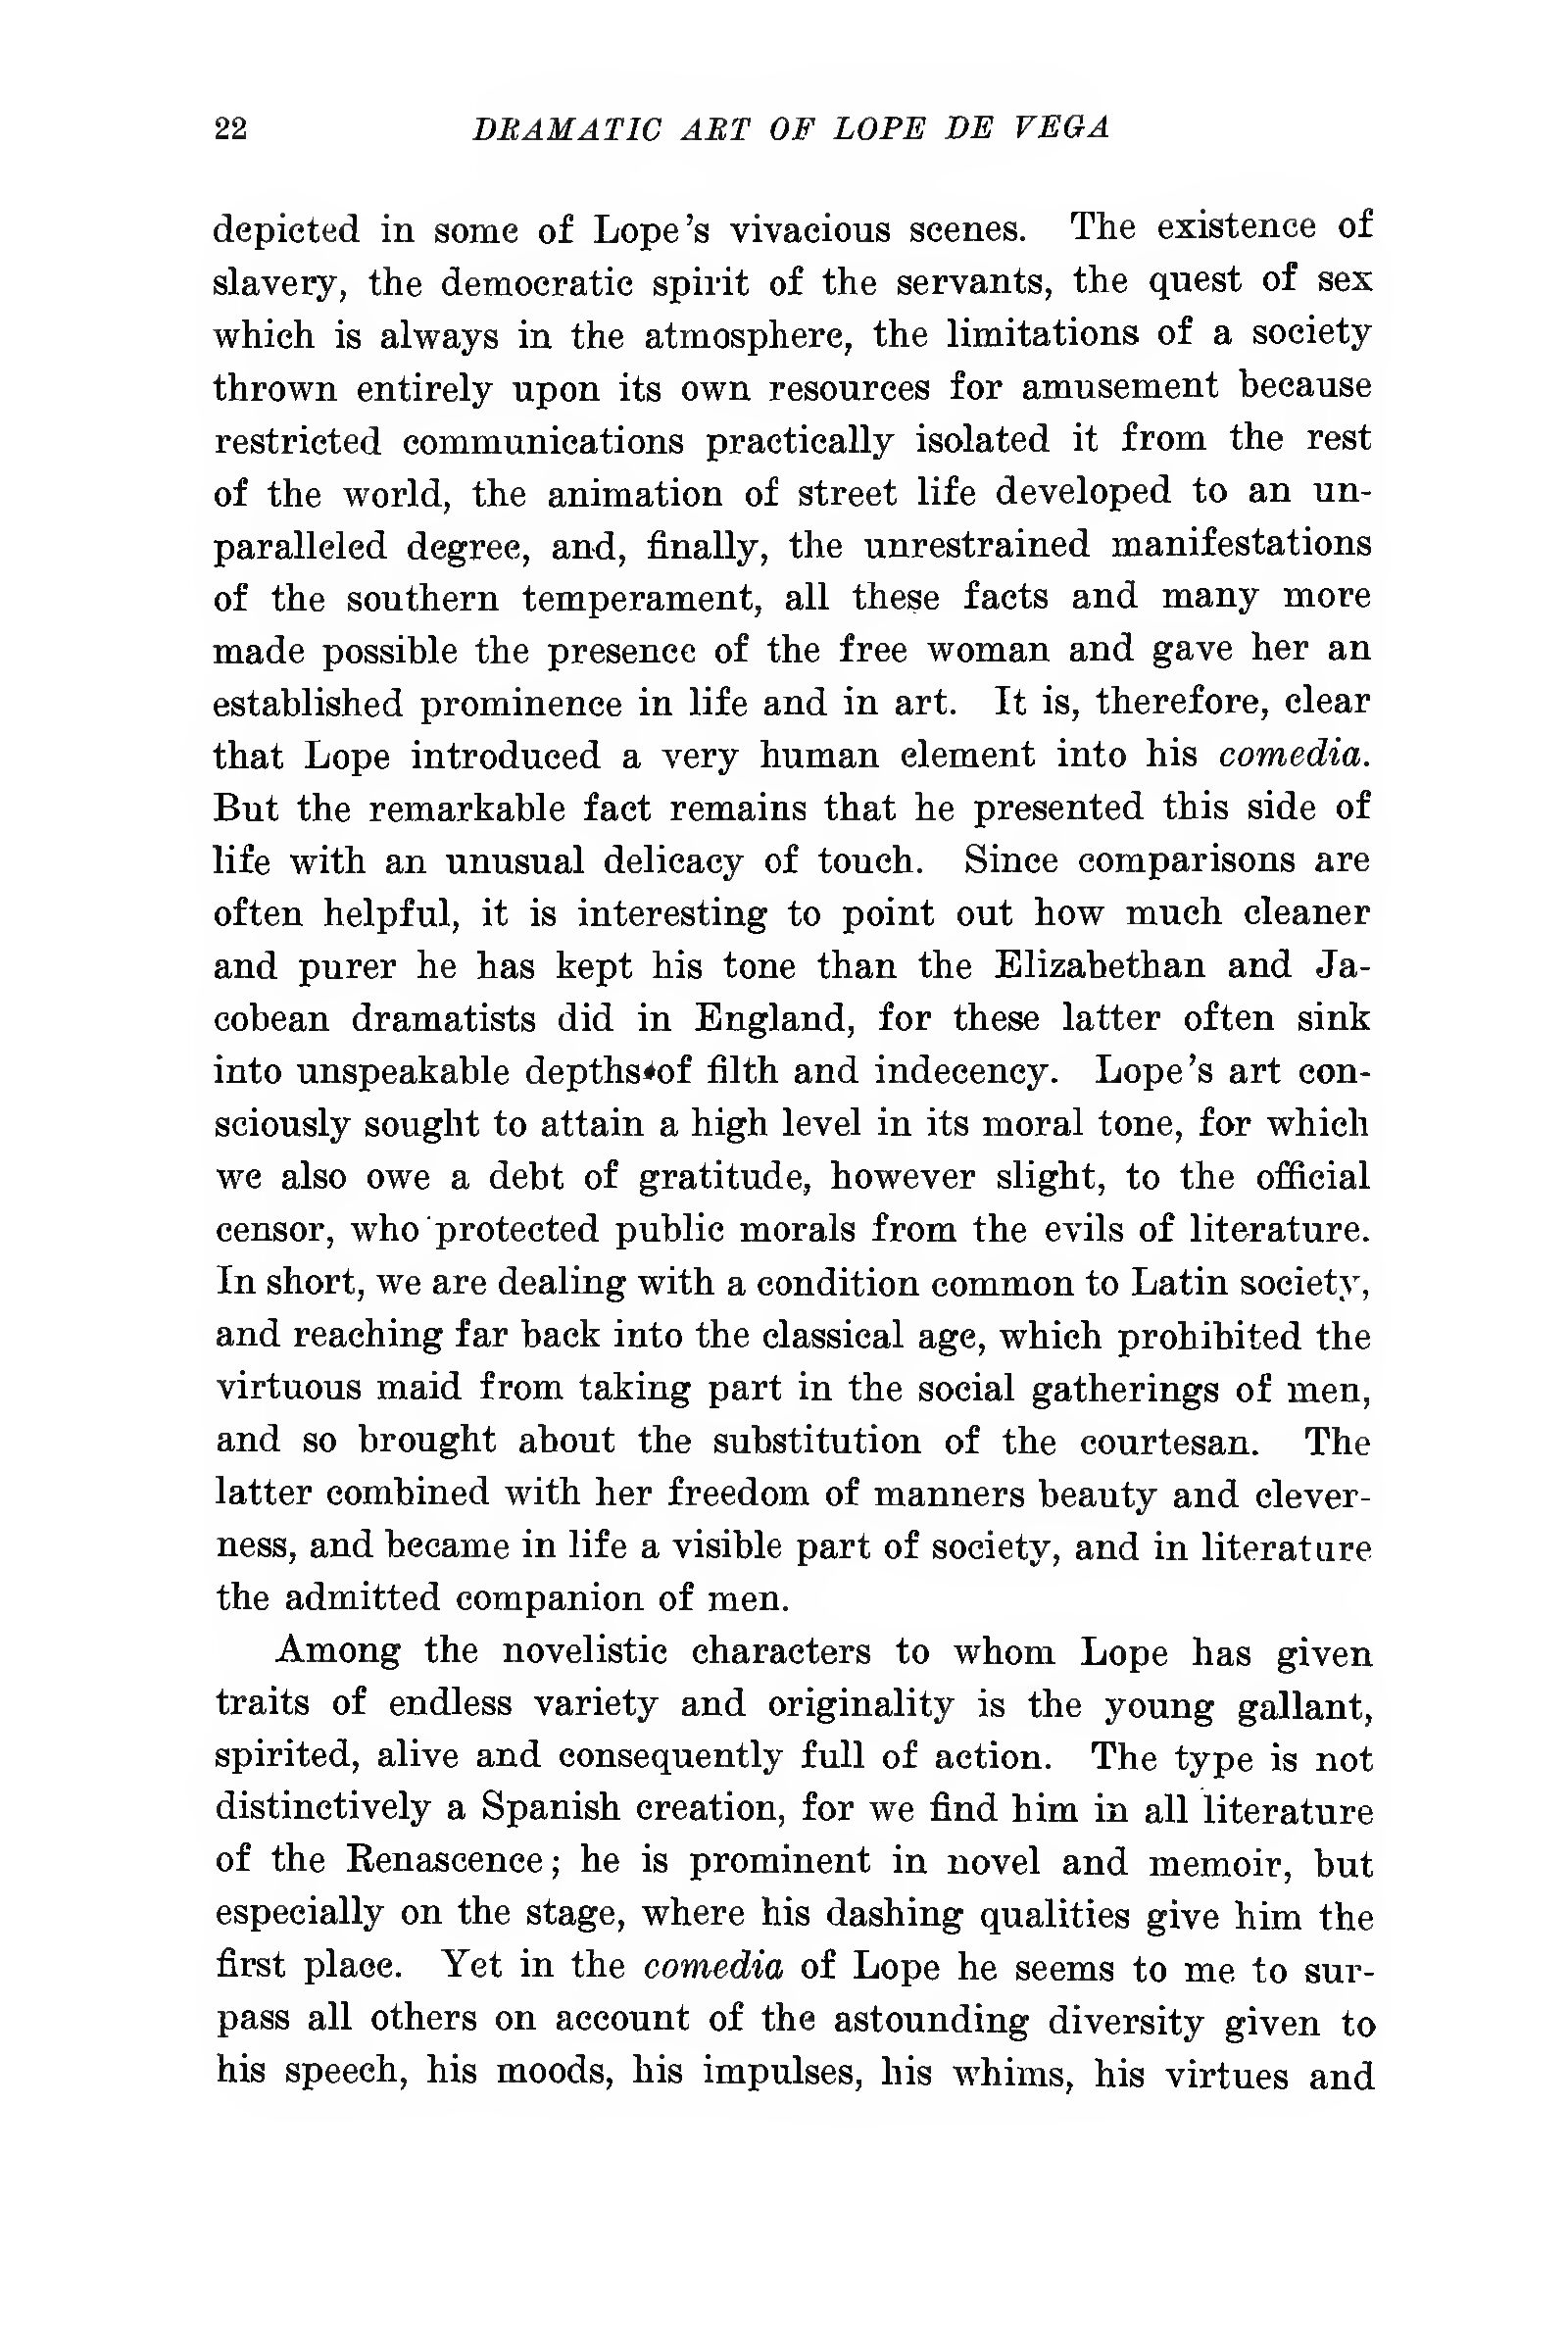 22 DRAMATIC ART OF LOPE DE VEGA
depicted in some of Lope's vivacious scenes. The existence of
slavery, the democratic spirit of the servants, the quest of sex
which is always in the atmosphere, the limitations of a society
thrown entirely upon its own resources for amusement because
restricted communications practically isolated it from the rest
of the world, the animation of street life developed to an un-
paralleled degree, and, finally, the unrestrained manifestations
of the southern temperament, all these facts and many more
made possible the presence of the free woman and gave her an
established prominence in life and in art. It is, therefore, clear
that Lope introduced a very human element into his comedia.
But the remarkable fact remains that he presented this side of
life with an unusual delicacy of touch. Since comparisons are
often helpful, it is interesting to point out how much cleaner
and purer he has kept his tone than the Elizabethan and Ja-
cobean dramatists did in England, for these latter often sink
into unspeakable depths of filth and indecency. Lope's art con-
sciously sought to attain a high level in its moral tone, for which
we also owe a debt of gratitude, however slight, to the official
censor, who protected public morals from the evils of literature.
In short, we are dealing with a condition common to Latin society,
and reaching far back into the classical age, which prohibited the
virtuous maid from taking part in the social gatherings of men,
and so brought about the substitution of the courtesan. The
latter combined with her freedom of manners beauty and clever-
ness, and became in life a visible part of society, and in literature
the admitted companion of men.
Among the novelistic characters to whom Lope has given
traits of endless variety and originality is the young gallant,
spirited, alive and consequently full of action. The type is not
distinctively a Spanish creation, for we find him in all literature
of the Renascence; he is prominent in novel and memoir, but
especially on the stage, where his dashing qualities give him the
first place. Yet in the comedia of Lope he seems to me to sur-
pass all others on account of the astounding diversity given to
his speech, his moods, his impulses, his whims, his virtues and